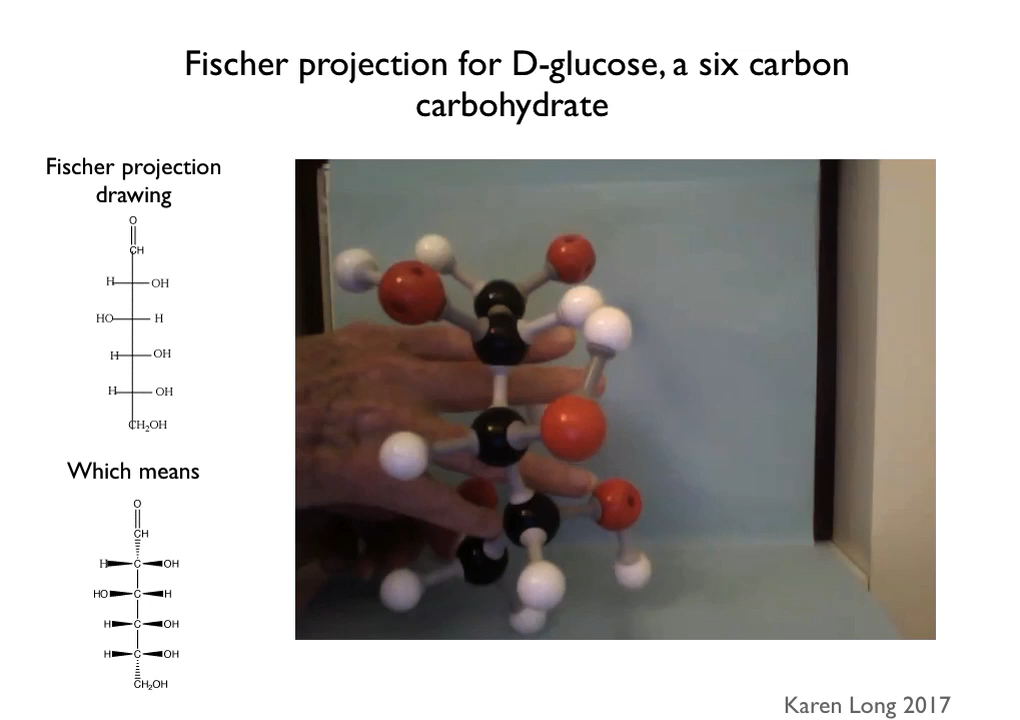 Fischer projection for D-glucose, a six carbon
carbohydrate
Fischer projection
drawing
O
CH
H OH
HO H
H OH
H OH
CH₂OH
Which means
O
CH
H C OH
HO C H
H C OH
H C OH
CH₂OH
Karen Long 2017